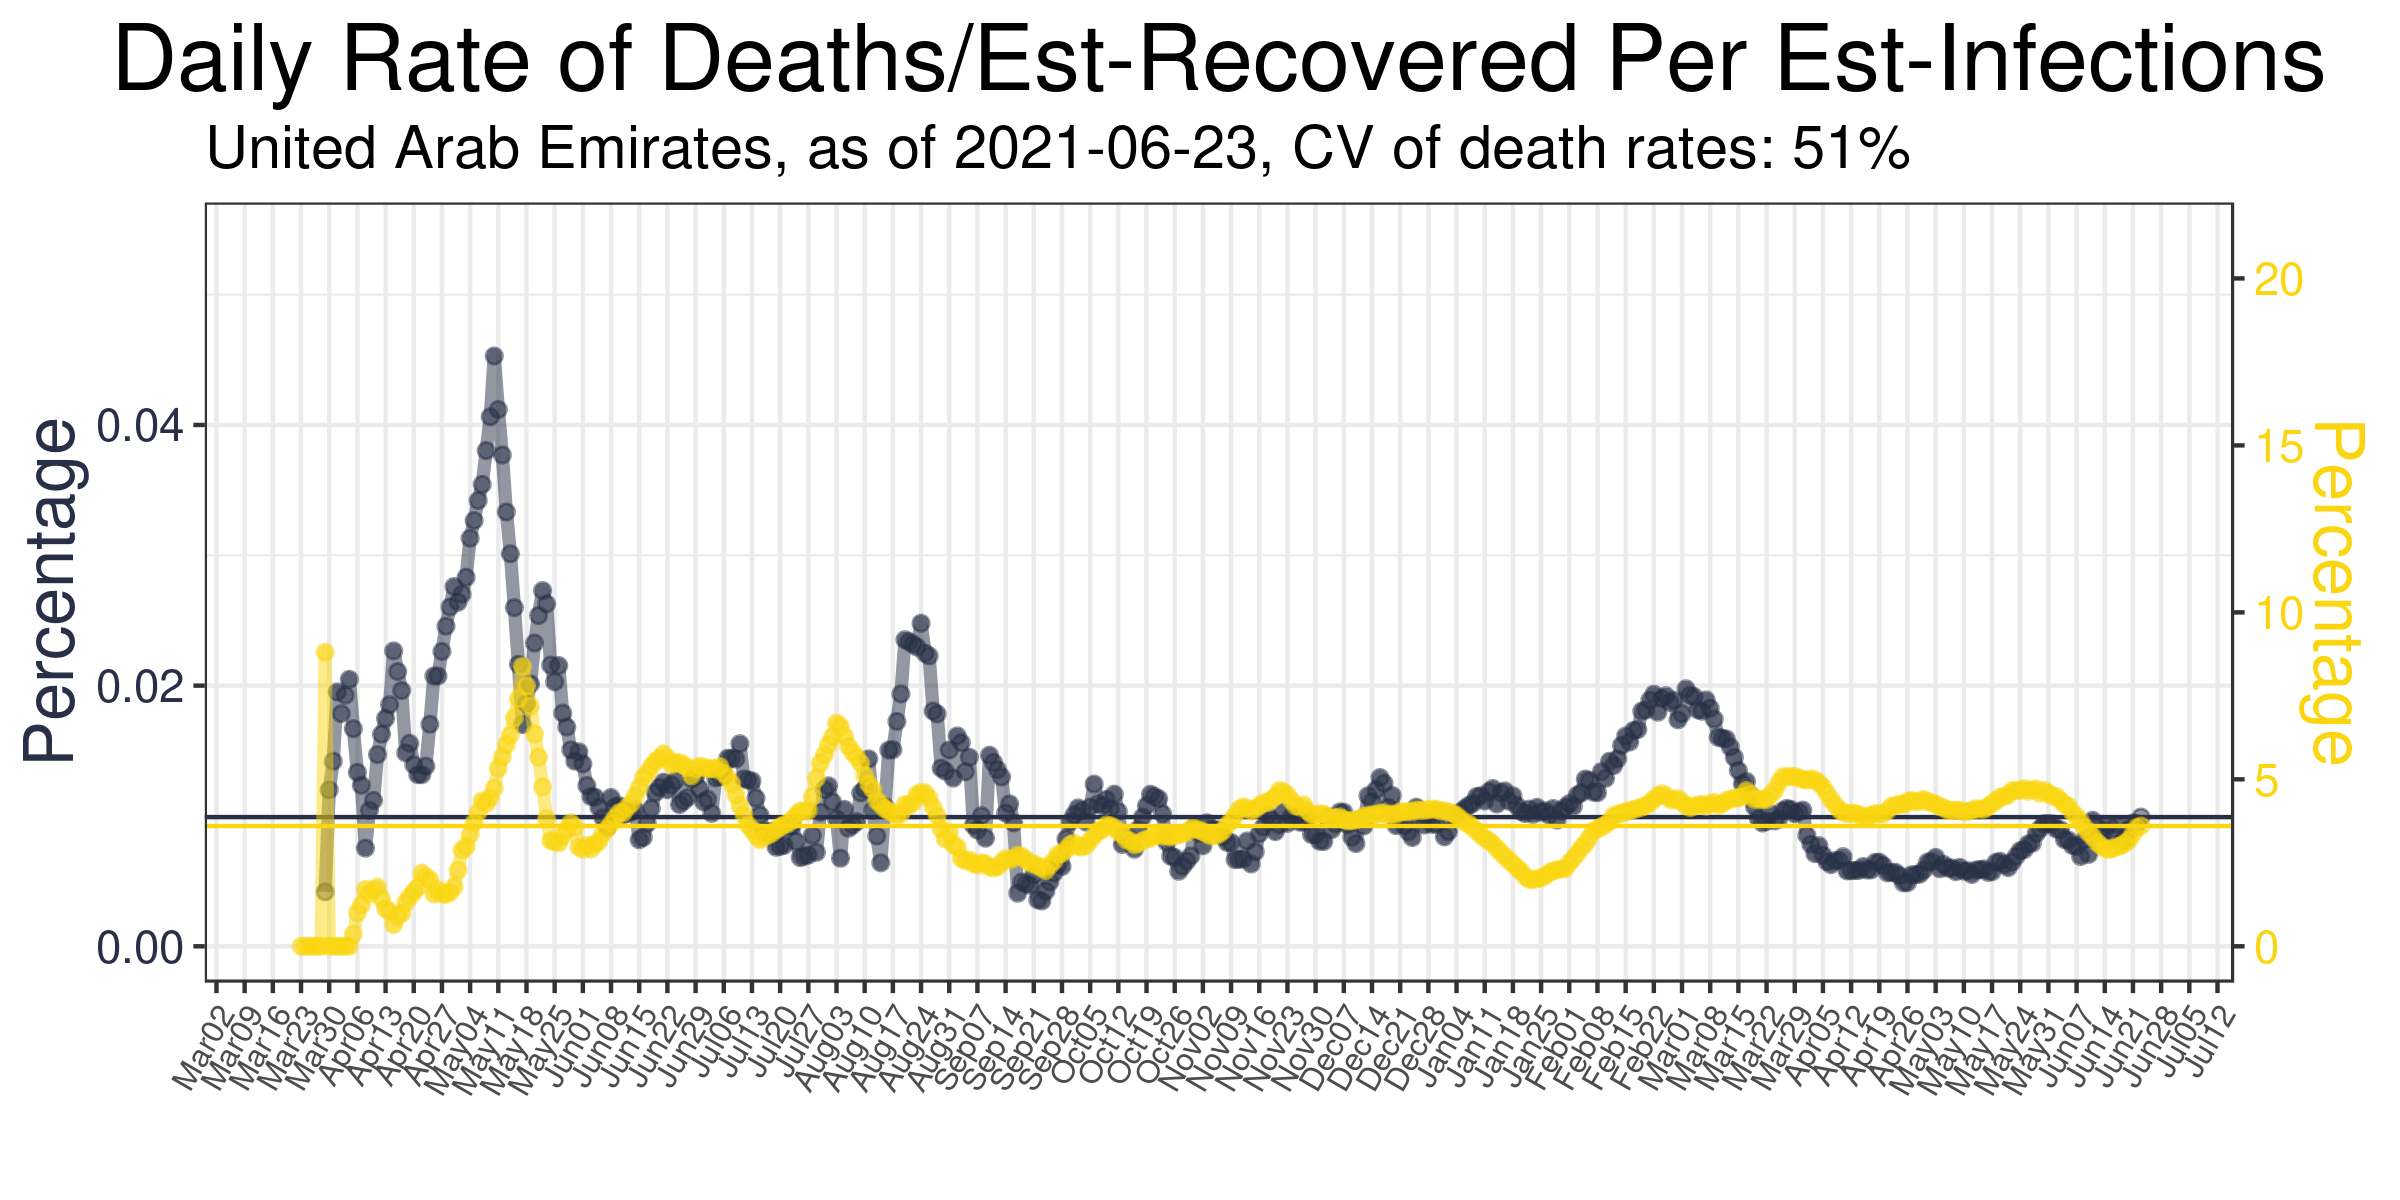 Daily Rate of Deaths/Est-Recovered Per Est-Infections
United Arab Emirates, as of 2021-06-23, CV of death rates: 51%
Percentage
0.04
0.02
0.00
20
15
10
5
0
Percentage
Mar02
Mar09
Mar16
Mar23
Mar30
Apr06
Apr13
Apr20
Apr27
May04
May11
May18
May25
Jun01
Jun08
Jun15
Jun22
Jun29
Jul06
Jul13
Jul20
Jul27
Aug03
Aug10
Aug17
Aug24
Aug31
Sep07
Sep14
Sep21
Sep28
Oct05
Oct12
Oct19
Oct26
Nov02
Nov09
Nov16
Nov23
Nov30
Dec07
Dec14
Dec21
Dec28
Jan04
Jan11
Jan18
Jan25
Feb01
Feb08
Feb15
Feb22
Mar01
Mar08
Mar15
Mar22
Mar29
Apr05
Apr12
Apr19
Apr26
May03
May10
May17
May24
May31
Jun07
Jun14
Jun21
Jun28
Jul05
Jul12